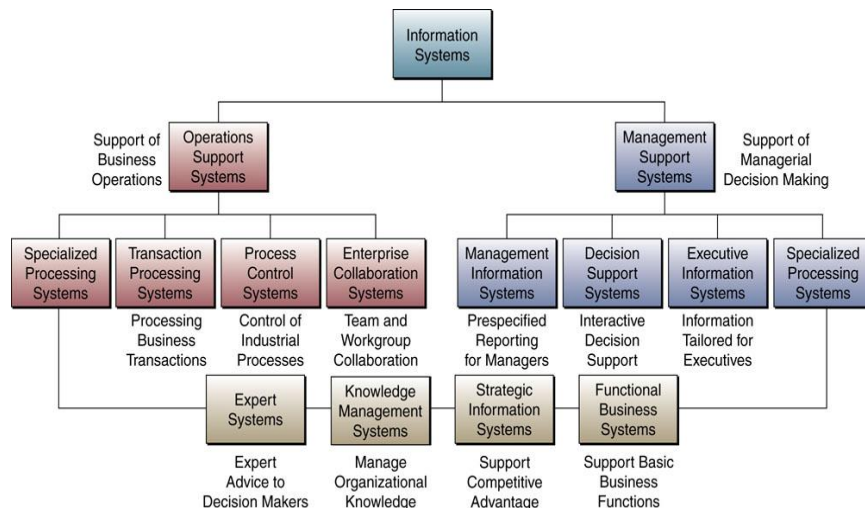 Information
Systems
Support of
Business
Operations
Operations
Support
Systems
Management
Support
Systems
Support of
Managerial
Decision Making
Specialized
Processing
Systems
Transaction
Processing
Systems
Process
Control
Systems
Enterprise
Collaboration
Systems
Management
Information
Systems
Decision
Support
Systems
Executive
Information
Systems
Specialized
Processing
Systems
Processing
Business
Transactions
Control of
Industrial
Processes
Team and
Workgroup
Collaboration
Prespecified
Reporting
for Managers
Interactive
Decision
Support
Information
Tailored for
Executives
Expert
Systems
Knowledge
Management
Systems
Strategic
Information
Systems
Functional
Business
Systems
Expert
Advice to
Decision Makers
Manage
Organizational
Knowledge
Support
Competitive
Advantage
Support Basic
Business
Functions